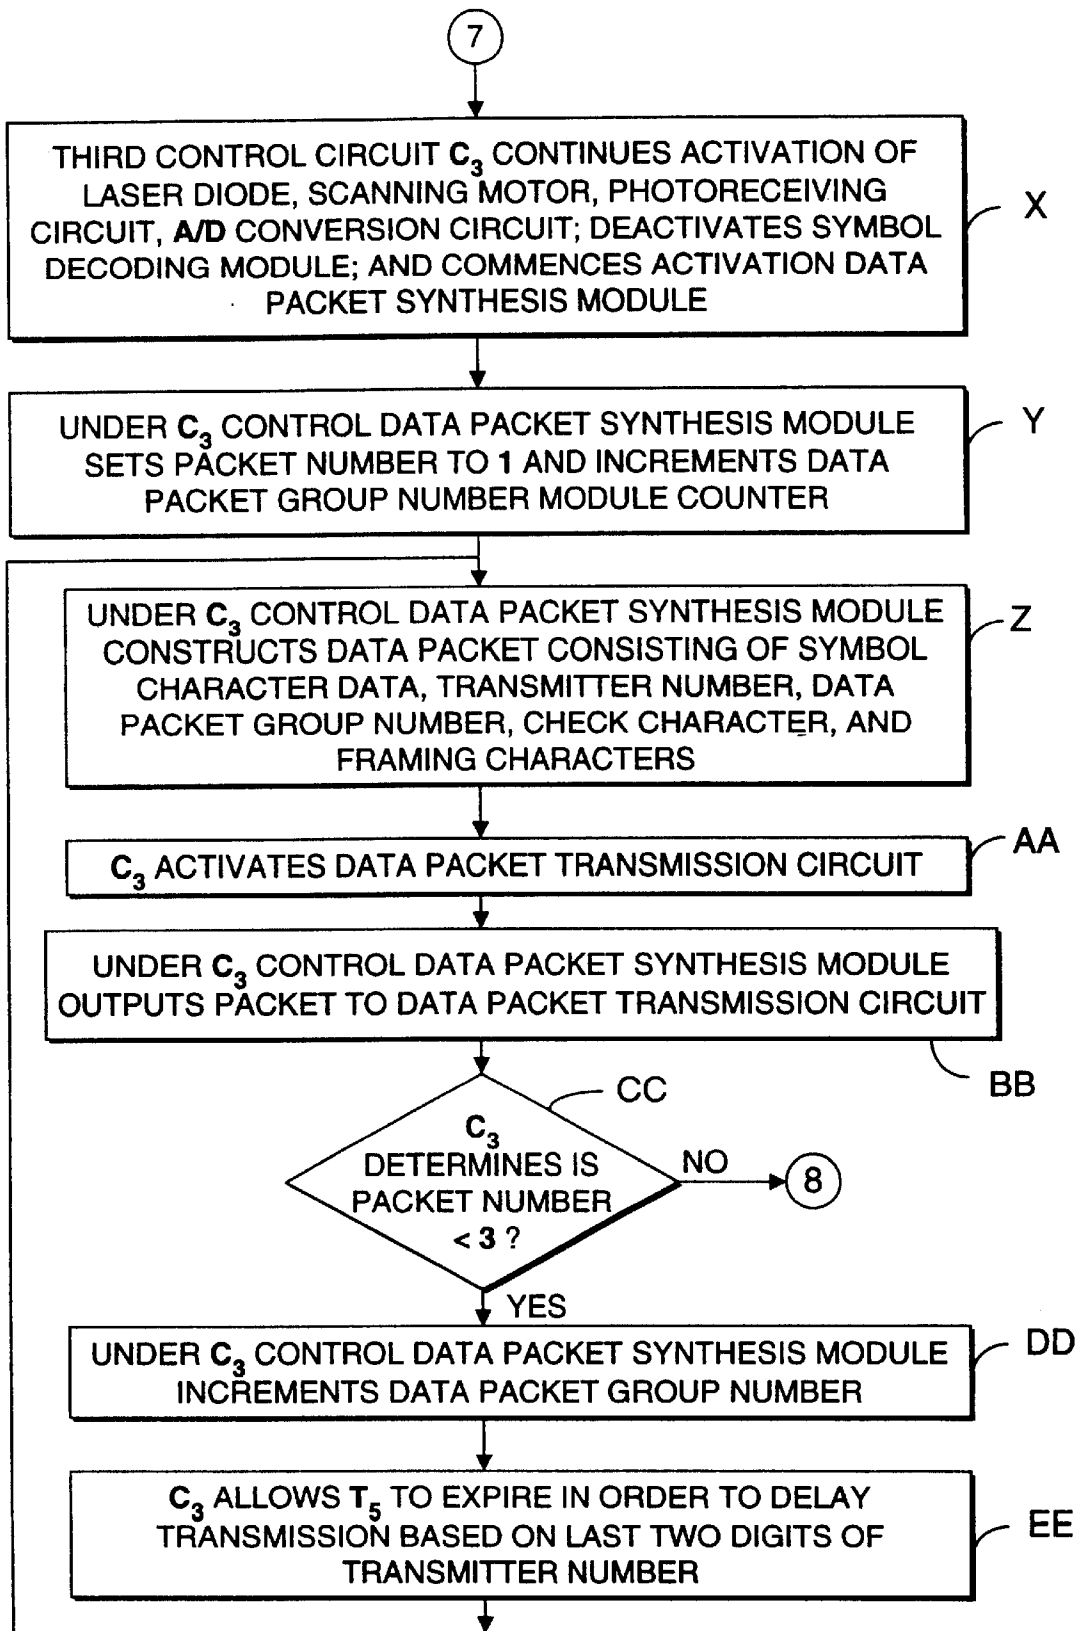 7
THIRD CONTROL CIRCUIT C3 CONTINUES ACTIVATION OF
LASER DIODE, SCANNING MOTOR, PHOTORECEIVING
CIRCUIT, A/D CONVERSION CIRCUIT; DEACTIVATES SYMBOL
DECODING MODULE; AND COMMENCES ACTIVATION DATA
PACKET SYNTHESIS MODULE
X
UNDER C3 CONTROL DATA PACKET SYNTHESIS MODULE
SETS PACKET NUMBER TO 1 AND INCREMENTS DATA
PACKET GROUP NUMBER MODULE COUNTER
Y
UNDER C3 CONTROL DATA PACKET SYNTHESIS MODULE
CONSTRUCTS DATA PACKET CONSISTING OF SYMBOL
CHARACTER DATA, TRANSMITTER NUMBER, DATA
PACKET GROUP NUMBER, CHECK CHARACTER, AND
FRAMING CHARACTERS
Z
C3 ACTIVATES DATA PACKET TRANSMISSION CIRCUIT
AA
UNDER C3 CONTROL DATA PACKET SYNTHESIS MODULE
OUTPUTS PACKET TO DATA PACKET TRANSMISSION CIRCUIT
BB
CC
C3
DETERMINES IS
PACKET NUMBER
< 3 ?
NO
8
YES
UNDER C3 CONTROL DATA PACKET SYNTHESIS MODULE
INCREMENTS DATA PACKET GROUP NUMBER
DD
C3 ALLOWS T5 TO EXPIRE IN ORDER TO DELAY
TRANSMISSION BASED ON LAST TWO DIGITS OF
TRANSMITTER NUMBER
EE